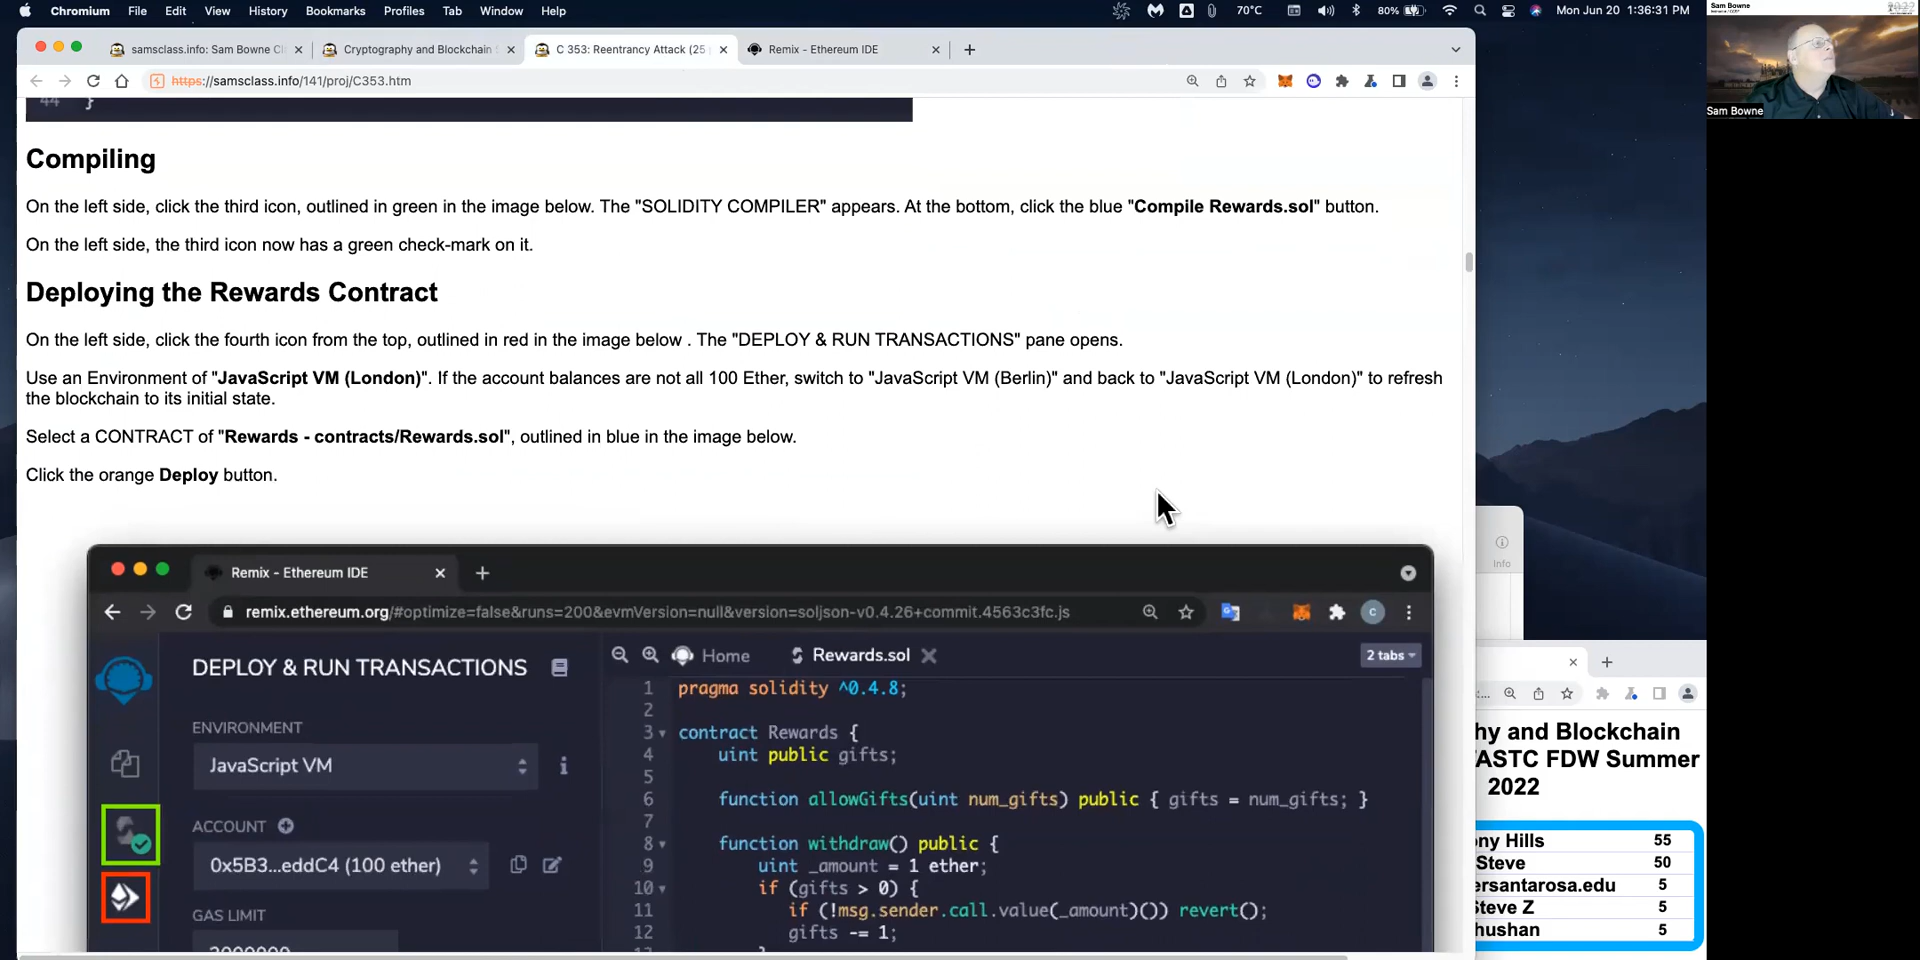 Chromium File Edit View History Bookmarks Profiles Tab Window Help
70°C 80% Mon Jun 20 1:36:31 PM
samsclass.info: Sam Bowne Cl
Cryptography and Blockchain
C 353: Reentrancy Attack (25
Remix - Ethereum IDE
https://samsclass.info/141/proj/C353.htm
44 }
Compiling
On the left side, click the third icon, outlined in green in the image below. The "SOLIDITY COMPILER" appears. At the bottom, click the blue "Compile Rewards.sol" button.
On the left side, the third icon now has a green check-mark on it.
Deploying the Rewards Contract
On the left side, click the fourth icon from the top, outlined in red in the image below . The "DEPLOY & RUN TRANSACTIONS" pane opens.
Use an Environment of "JavaScript VM (London)". If the account balances are not all 100 Ether, switch to "JavaScript VM (Berlin)" and back to "JavaScript VM (London)" to refresh
the blockchain to its initial state.
Select a CONTRACT of "Rewards - contracts/Rewards.sol", outlined in blue in the image below.
Click the orange Deploy button.
Remix - Ethereum IDE
remix.ethereum.org/#optimize=false&runs=200&evmVersion=null&version=soljson-v0.4.26+commit.4563c3fc.js
C
DEPLOY & RUN TRANSACTIONS
ENVIRONMENT
JavaScript VM
ACCOUNT
0x5B3...eddC4 (100 ether)
GAS LIMIT
Home Rewards.sol 2 tabs
1 pragma solidity ^0.4.8;
2
3 contract Rewards {
4 uint public gifts;
5
6 function allowGifts(uint num_gifts) public { gifts = num_gifts; }
7
8 function withdraw() public {
9 uint _amount = 1 ether;
10 if (gifts > 0) {
11 if (!msg.sender.call.value(_amount)()) revert();
12 gifts -= 1;
Sam Bowne
Sam Bowne
Info
hy and Blockchain
ASTC FDW Summer
2022
ony Hills 55
Steve 50
ersantarosa.edu 5
Steve Z 5
hushan 5